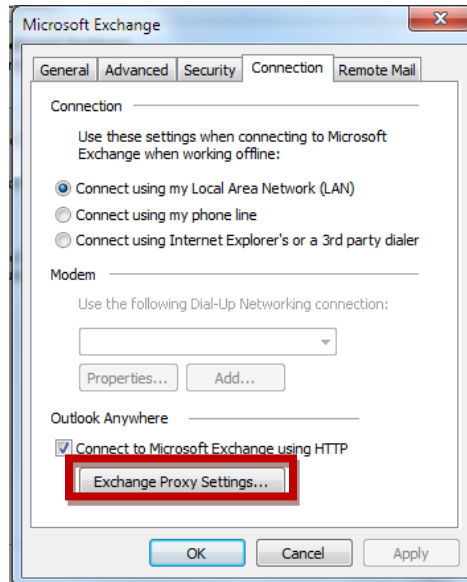 Microsoft Exchange
General Advanced Security Connection Remote Mail
Connection
Use these settings when connecting to Microsoft
Exchange when working offline:
Connect using my Local Area Network (LAN)
Connect using my phone line
Connect using Internet Explorer's or a 3rd party dialer
Modem
Use the following Dial-Up Networking connection:
Properties... Add...
Outlook Anywhere
Connect to Microsoft Exchange using HTTP
Exchange Proxy Settings...
OK Cancel Apply